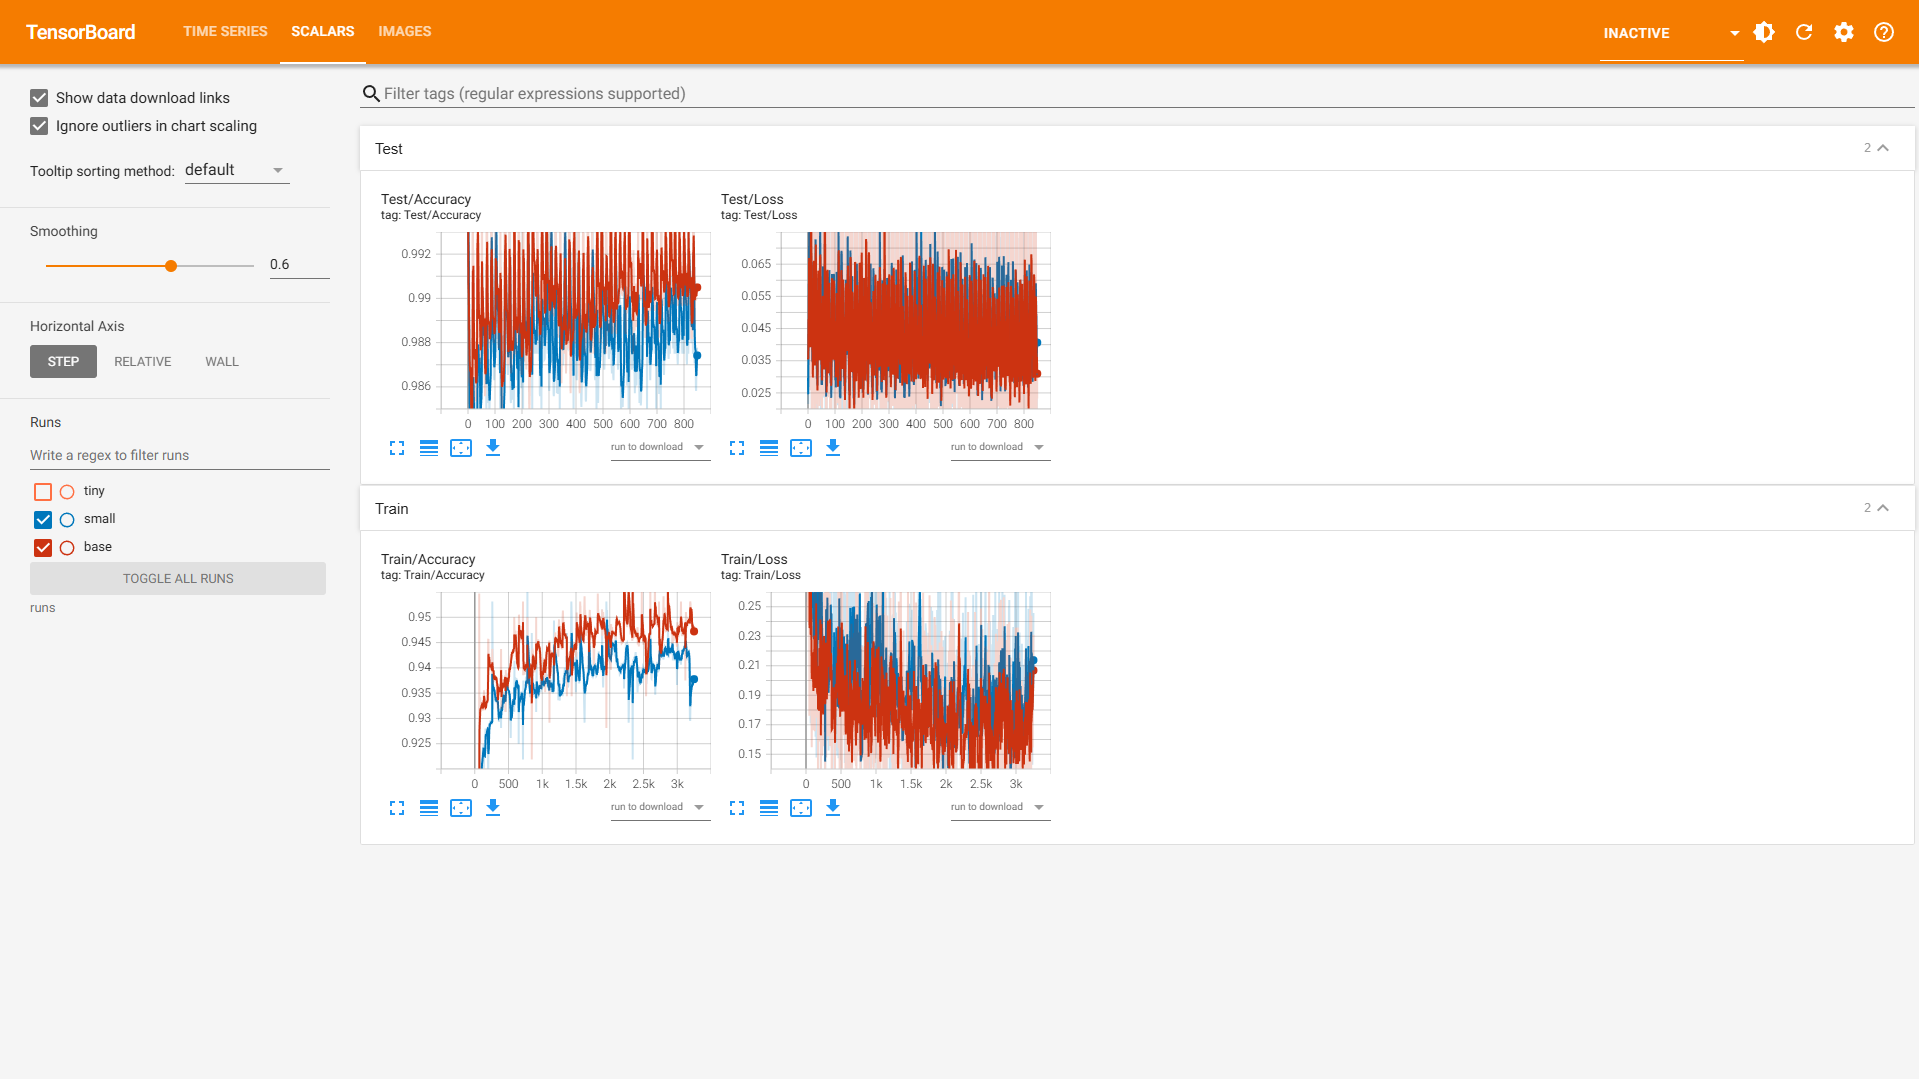 TensorBoard
TIME SERIES
SCALARS
IMAGES
INACTIVE
Show data download links
Ignore outliers in chart scaling
Tooltip sorting method: default
Smoothing
0.6
Horizontal Axis
STEP
RELATIVE
WALL
Runs
Write a regex to filter runs
tiny
small
base
TOGGLE ALL RUNS
runs
Filter tags (regular expressions supported)
Test
2
Test/Accuracy
tag: Test/Accuracy
0.992
0.99
0.988
0.986
0 100 200 300 400 500 600 700 800
run to download
Test/Loss
tag: Test/Loss
0.065
0.055
0.045
0.035
0.025
0 100 200 300 400 500 600 700 800
run to download
Train
2
Train/Accuracy
tag: Train/Accuracy
0.95
0.945
0.94
0.935
0.93
0.925
0 500 1k 1.5k 2k 2.5k 3k
run to download
Train/Loss
tag: Train/Loss
0.25
0.23
0.21
0.19
0.17
0.15
0 500 1k 1.5k 2k 2.5k 3k
run to download